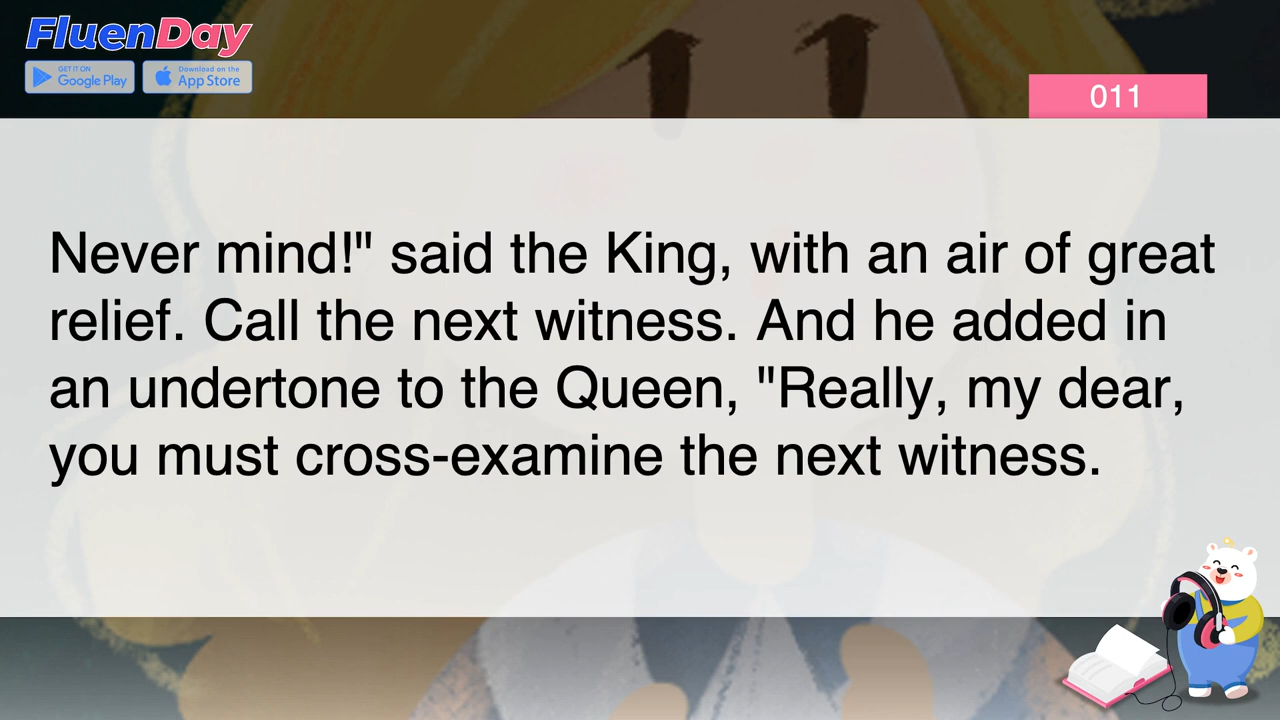 FluenDay
GET IT ON
Google Play
Download on the
App Store
011
Never mind!" said the King, with an air of great
relief. Call the next witness. And he added in
an undertone to the Queen, "Really, my dear,
you must cross-examine the next witness.